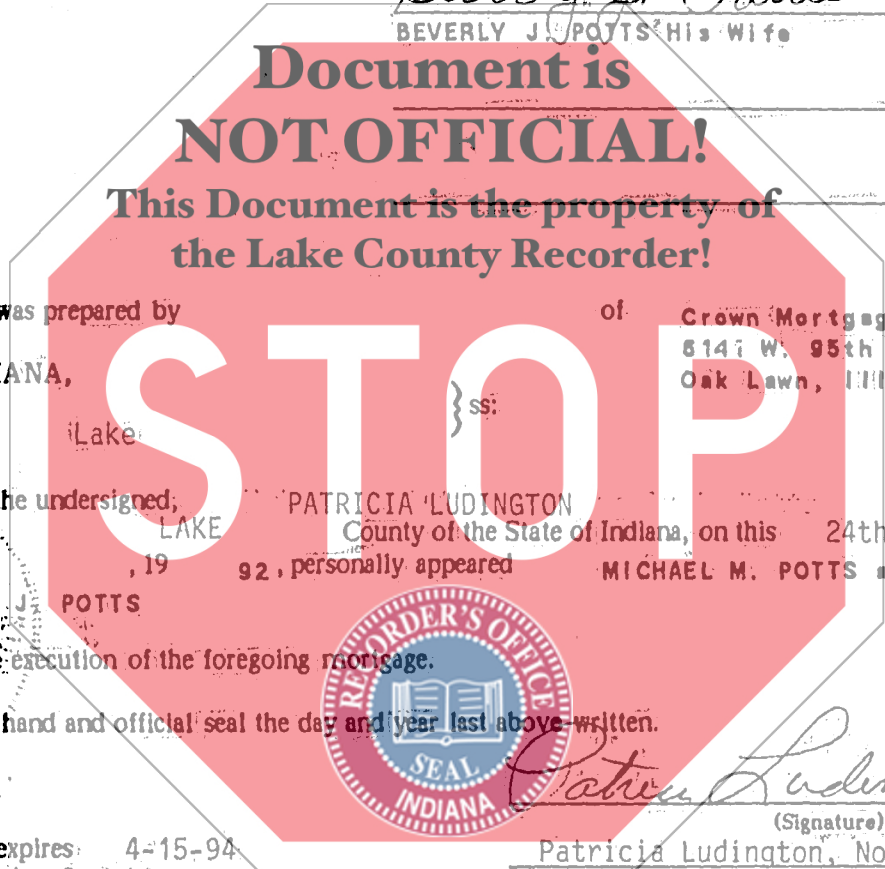 BEVERLY J. POTTS His Wife
Document is
NOT OFFICIAL!
This Document is the property of
the Lake County Recorder!
was prepared by of Crown Mortgag
95th
Oak Lawn, Ill
IANA,
ss:
Lake
STOP
he undersigned, PATRICIA LUDINGTON
LAKE County of the State of Indiana, on this 24th
, 19 92, personally appeared MICHAEL M. POTTS
J. POTTS
execution of the foregoing mortgage.
hand and official seal the day and year last above written.
RECORDER'S OFFICE
SEAL
INDIANA
Patricia Luding
(Signature)
expires 4-15-94
Patricia Ludington, No